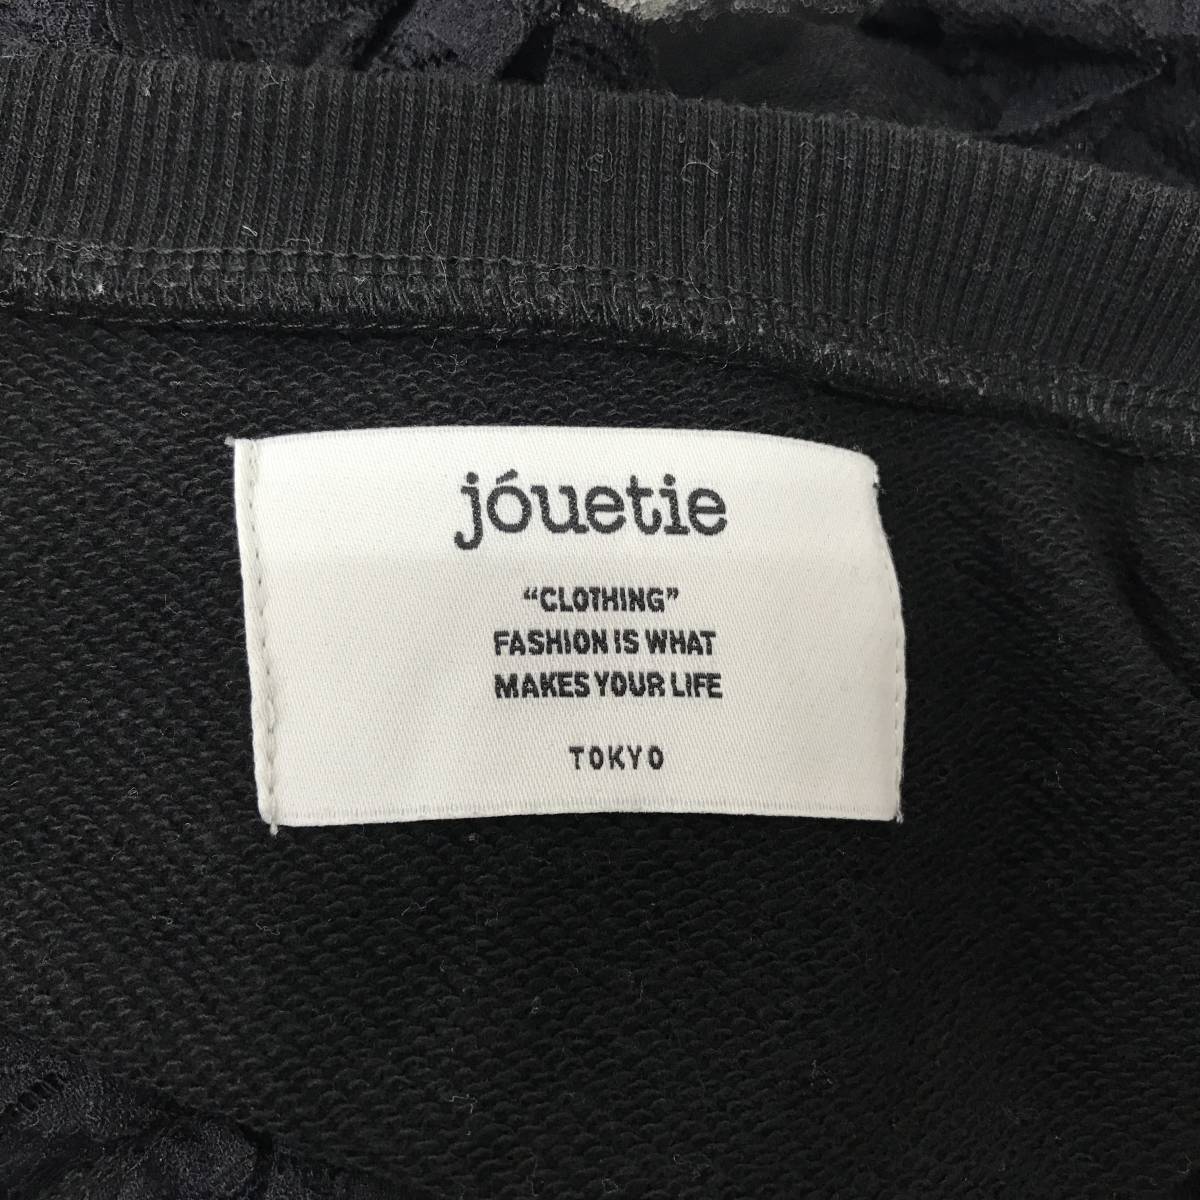 jóuetie
“CLOTHING”
FASHION IS WHAT
MAKES YOUR LIFE
TOKYO